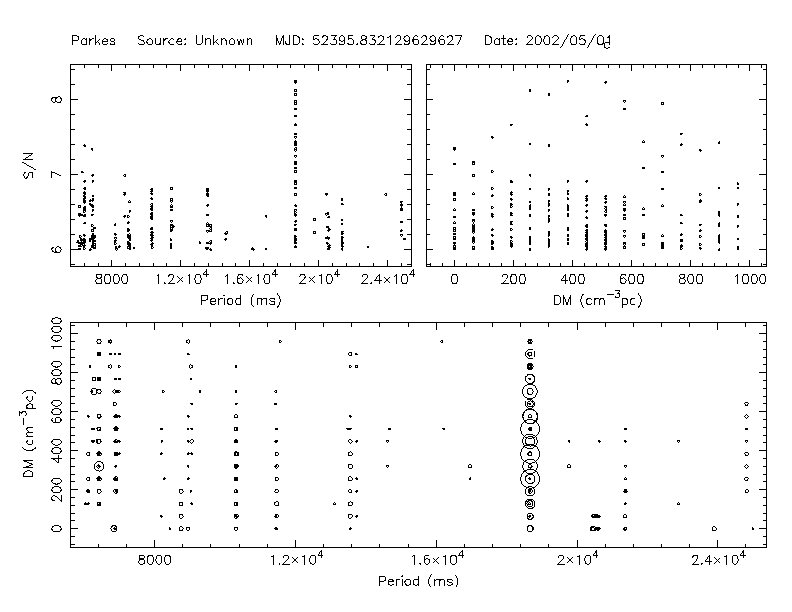 Parkes Source: Unknown MJD: 52395.832129629627 Date: 2002/05/01
8
7
6
S/N
8000 1.2×10⁴ 1.6×10⁴ 2×10⁴ 2.4×10⁴
Period (ms)
0 200 400 600 800 1000
DM (cm⁻³pc)
1000
800
600
400
200
0
DM (cm⁻³pc)
8000 1.2×10⁴ 1.6×10⁴ 2×10⁴ 2.4×10⁴
Period (ms)